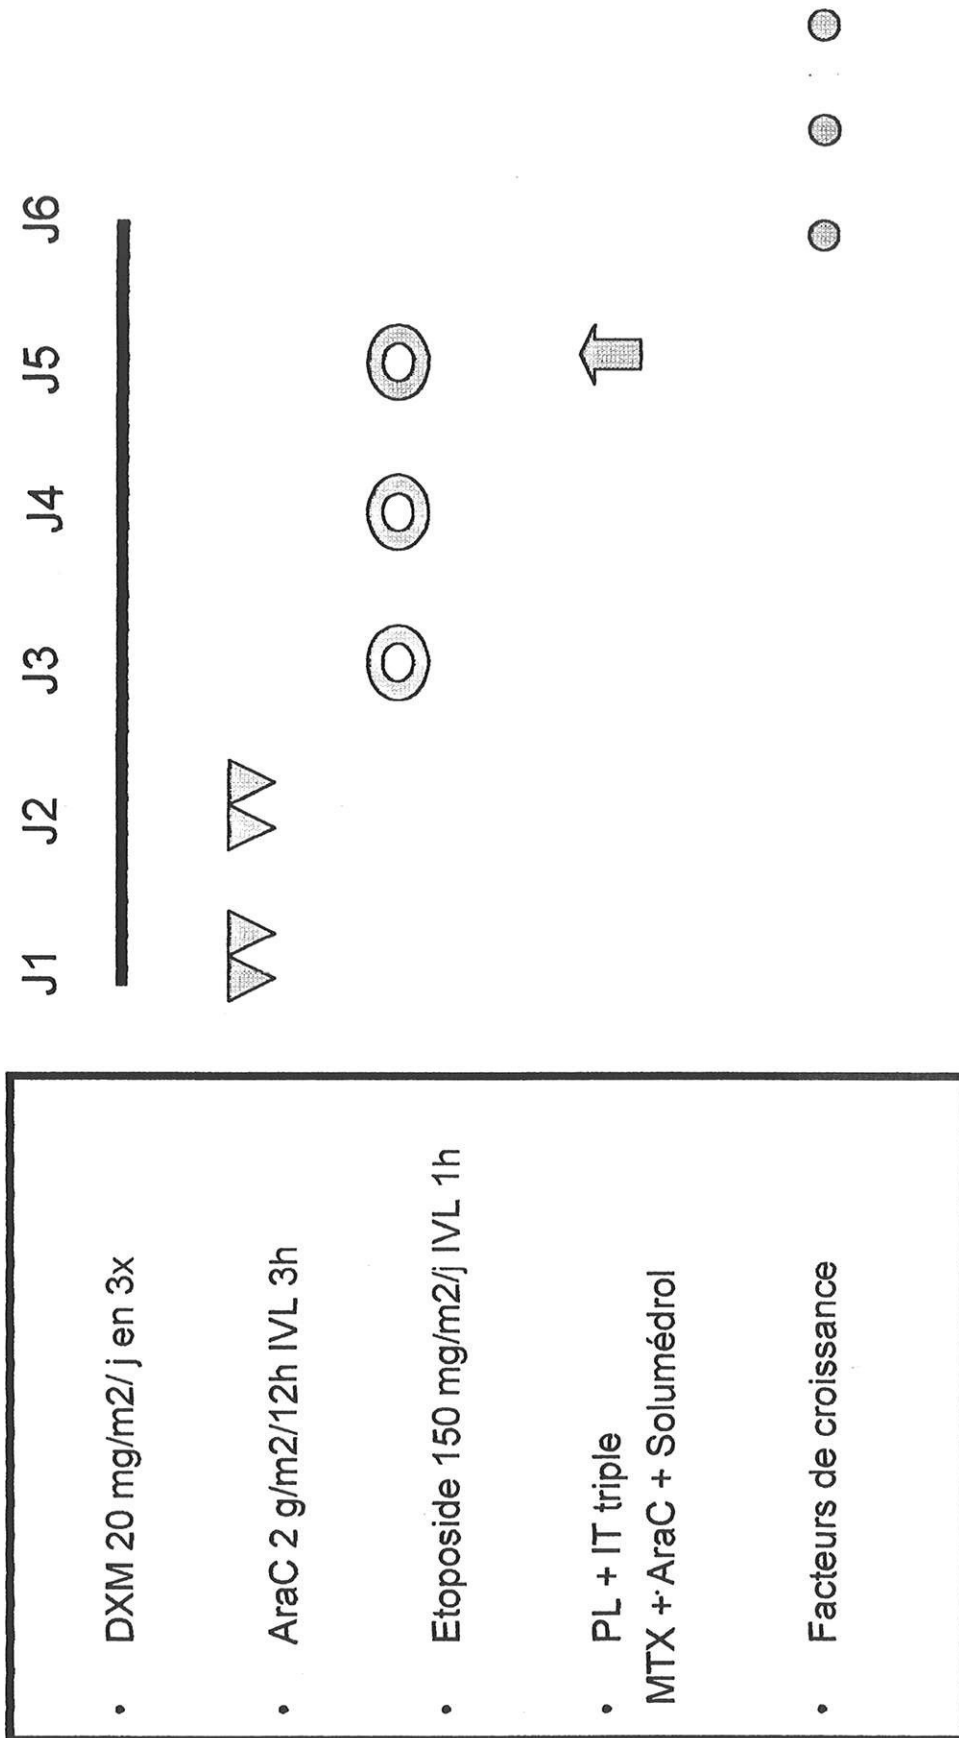 J1 J2 J3 J4 J5 J6
• DXM 20 mg/m2/ j en 3x
• AraC 2 g/m2/12h IVL 3h
• Etoposide 150 mg/m2/j IVL 1h
• PL + IT triple
MTX + AraC + Solumédrol
• Facteurs de croissance